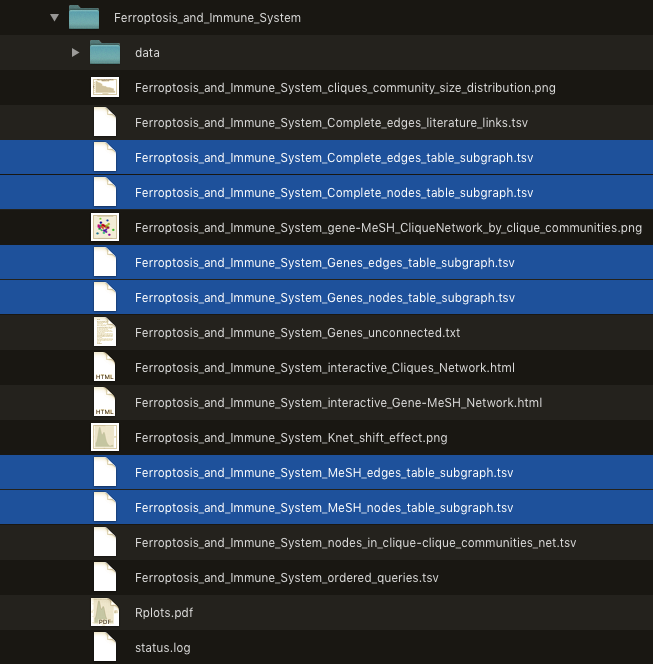 Ferroptosis_and_Immune_System
data
Ferroptosis_and_Immune_System_cliques_community_size_distribution.png
Ferroptosis_and_Immune_System_Complete_edges_literature_links.tsv
Ferroptosis_and_Immune_System_Complete_edges_table_subgraph.tsv
Ferroptosis_and_Immune_System_Complete_nodes_table_subgraph.tsv
Ferroptosis_and_Immune_System_gene-MeSH_CliqueNetwork_by_clique_communities.png
Ferroptosis_and_Immune_System_Genes_edges_table_subgraph.tsv
Ferroptosis_and_Immune_System_Genes_nodes_table_subgraph.tsv
Ferroptosis_and_Immune_System_Genes_unconnected.txt
HTML Ferroptosis_and_Immune_System_interactive_Cliques_Network.html
HTML Ferroptosis_and_Immune_System_interactive_Gene-MeSH_Network.html
Ferroptosis_and_Immune_System_Knet_shift_effect.png
Ferroptosis_and_Immune_System_MeSH_edges_table_subgraph.tsv
Ferroptosis_and_Immune_System_MeSH_nodes_table_subgraph.tsv
Ferroptosis_and_Immune_System_nodes_in_clique-clique_communities_net.tsv
Ferroptosis_and_Immune_System_ordered_queries.tsv
PDF Rplots.pdf
status.log